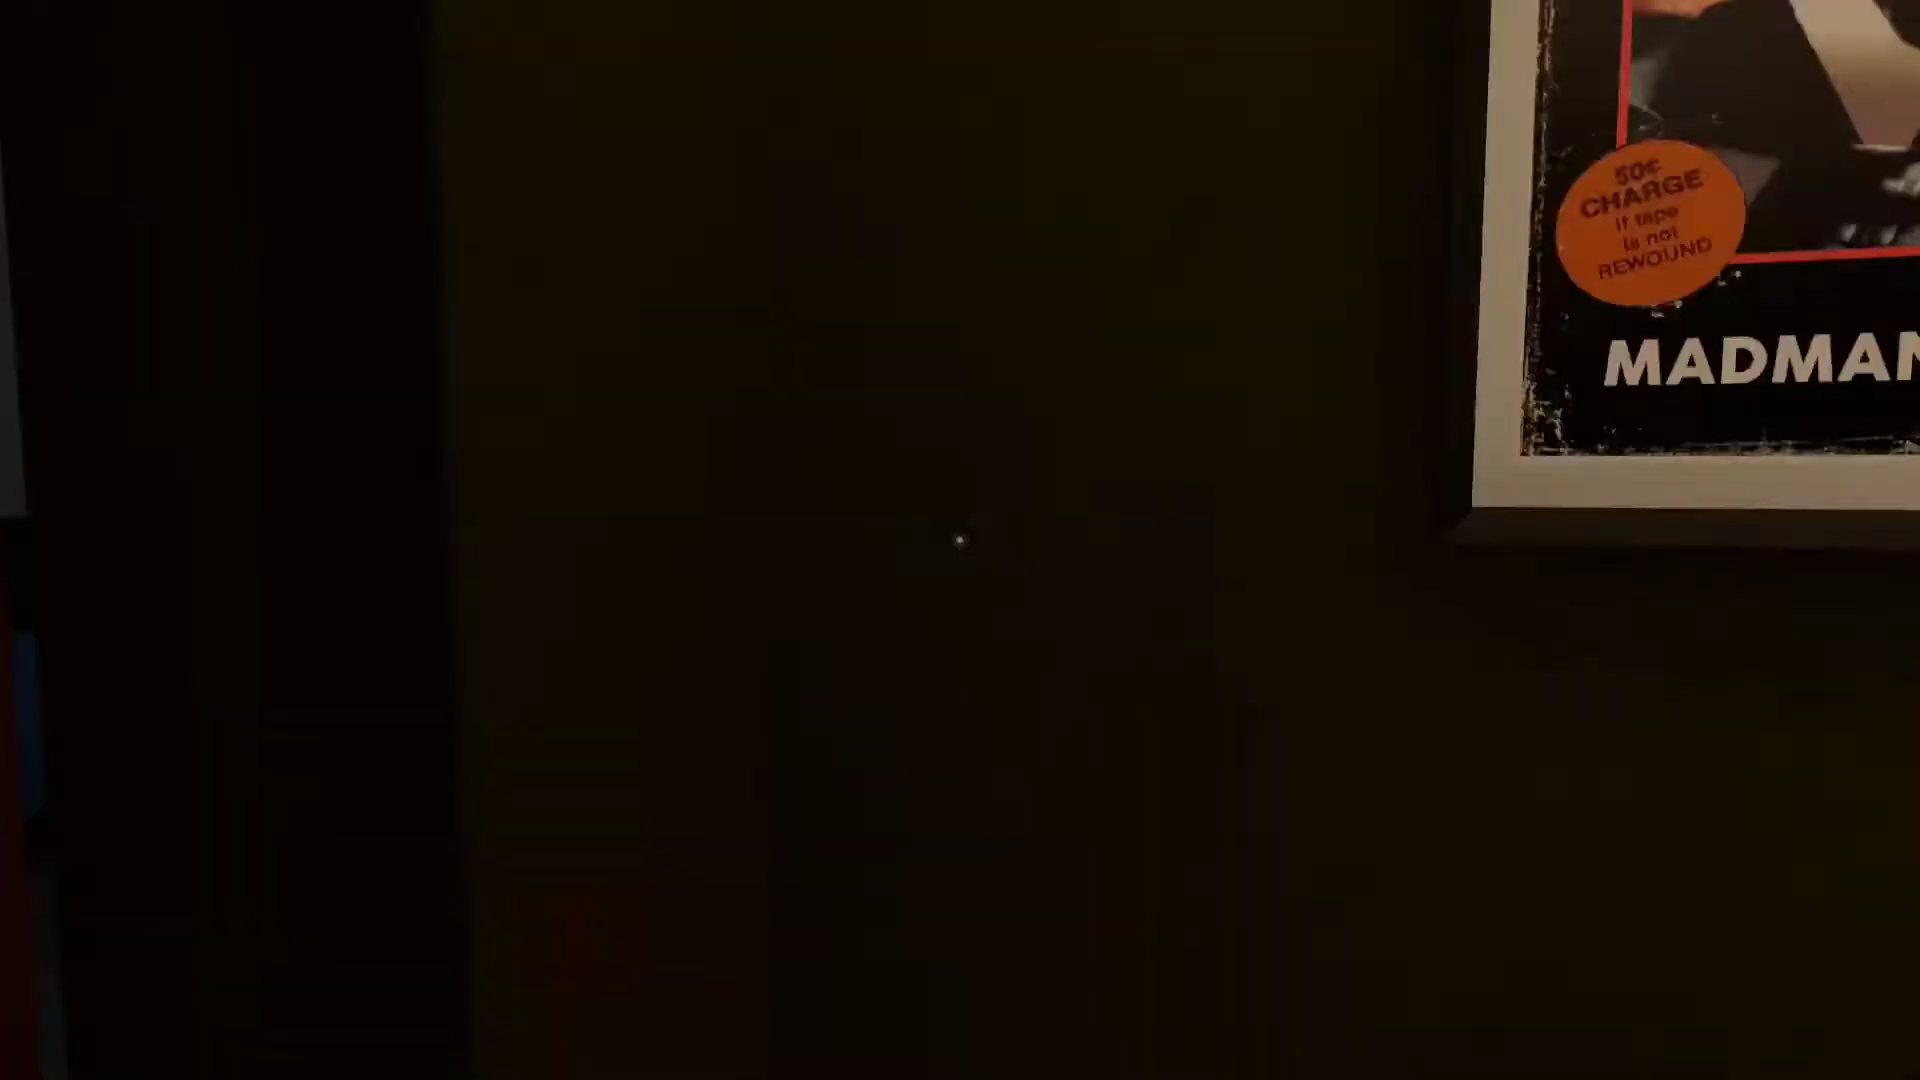 50¢
CHARGE
if tape
is not
REWOUND
MADMAN